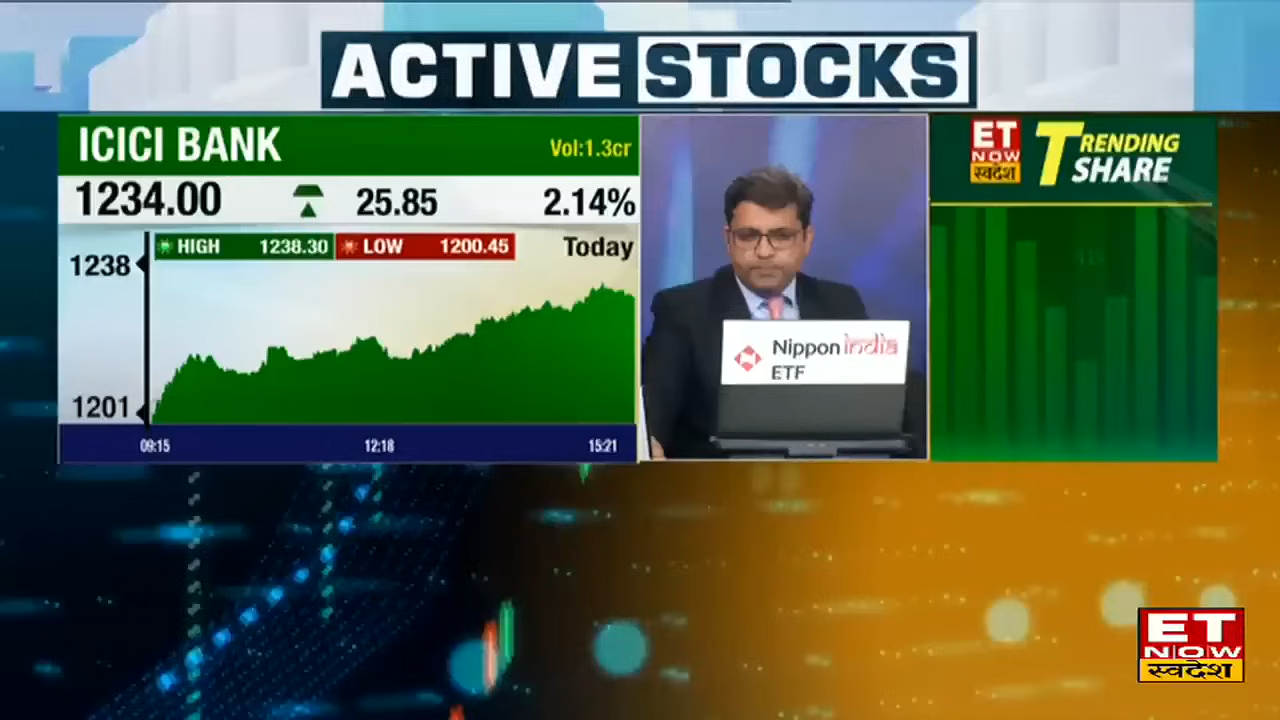 ACTIVE STOCKS
ICICI BANK
Vol:1.3cr
1234.00
25.85
2.14%
HIGH 1238.30
LOW 1200.45
Today
1238
1201
09:15
12:18
15:21
Nippon india
ETF
ET
NOW
स्वदेश
TRENDING
SHARE
ET
NOW
स्वदेश